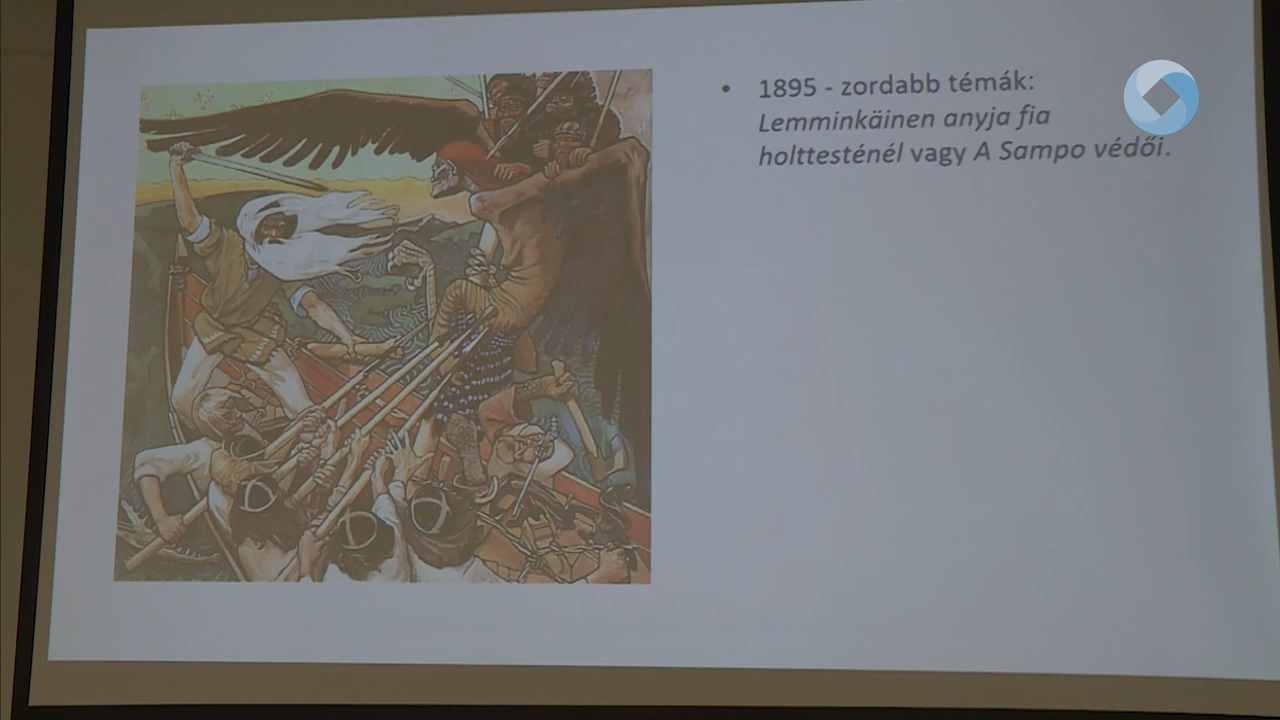 • 1895 - zordabb témák:
Lemminkäinen anyja fia
holttesténél vagy A Sampo védői.